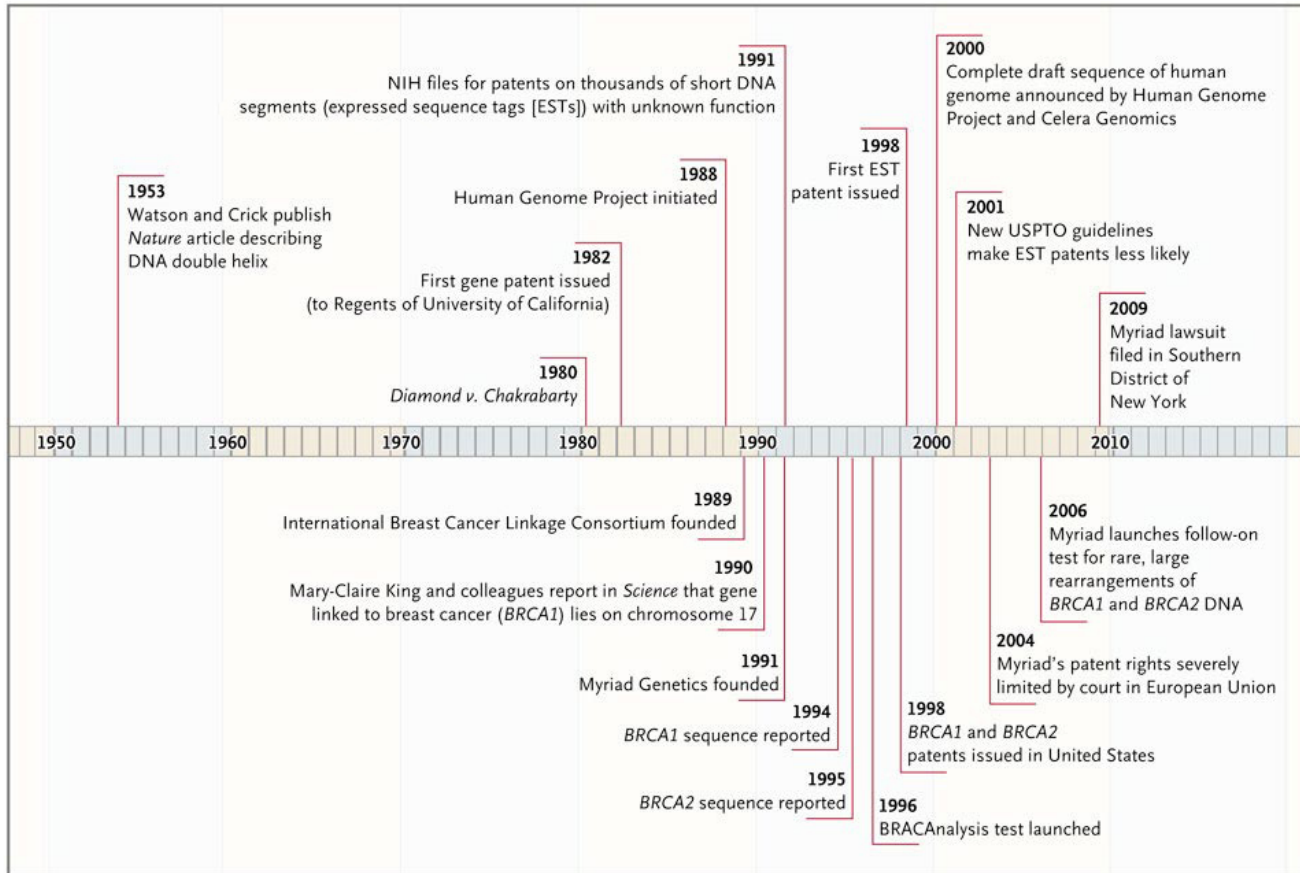 1991
NIH files for patents on thousands of short DNA
segments (expressed sequence tags [ESTs]) with unknown function
2000
Complete draft sequence of human
genome announced by Human Genome
Project and Celera Genomics
1998
First EST
patent issued
1988
Human Genome Project initiated
1953
Watson and Crick publish
Nature article describing
DNA double helix
2001
New USPTO guidelines
make EST patents less likely
1982
First gene patent issued
(to Regents of University of California)
2009
Myriad lawsuit
filed in Southern
District of
New York
1980
Diamond v. Chakrabarty
1950 1960 1970 1980 1990 2000 2010
1989
International Breast Cancer Linkage Consortium founded
2006
Myriad launches follow-on
test for rare, large
rearrangements of
BRCA1 and BRCA2 DNA
1990
Mary-Claire King and colleagues report in Science that gene
linked to breast cancer (BRCA1) lies on chromosome 17
2004
Myriad's patent rights severely
limited by court in European Union
1991
Myriad Genetics founded
1994
BRCA1 sequence reported
1998
BRCA1 and BRCA2
patents issued in United States
1995
BRCA2 sequence reported
1996
BRACAnalysis test launched